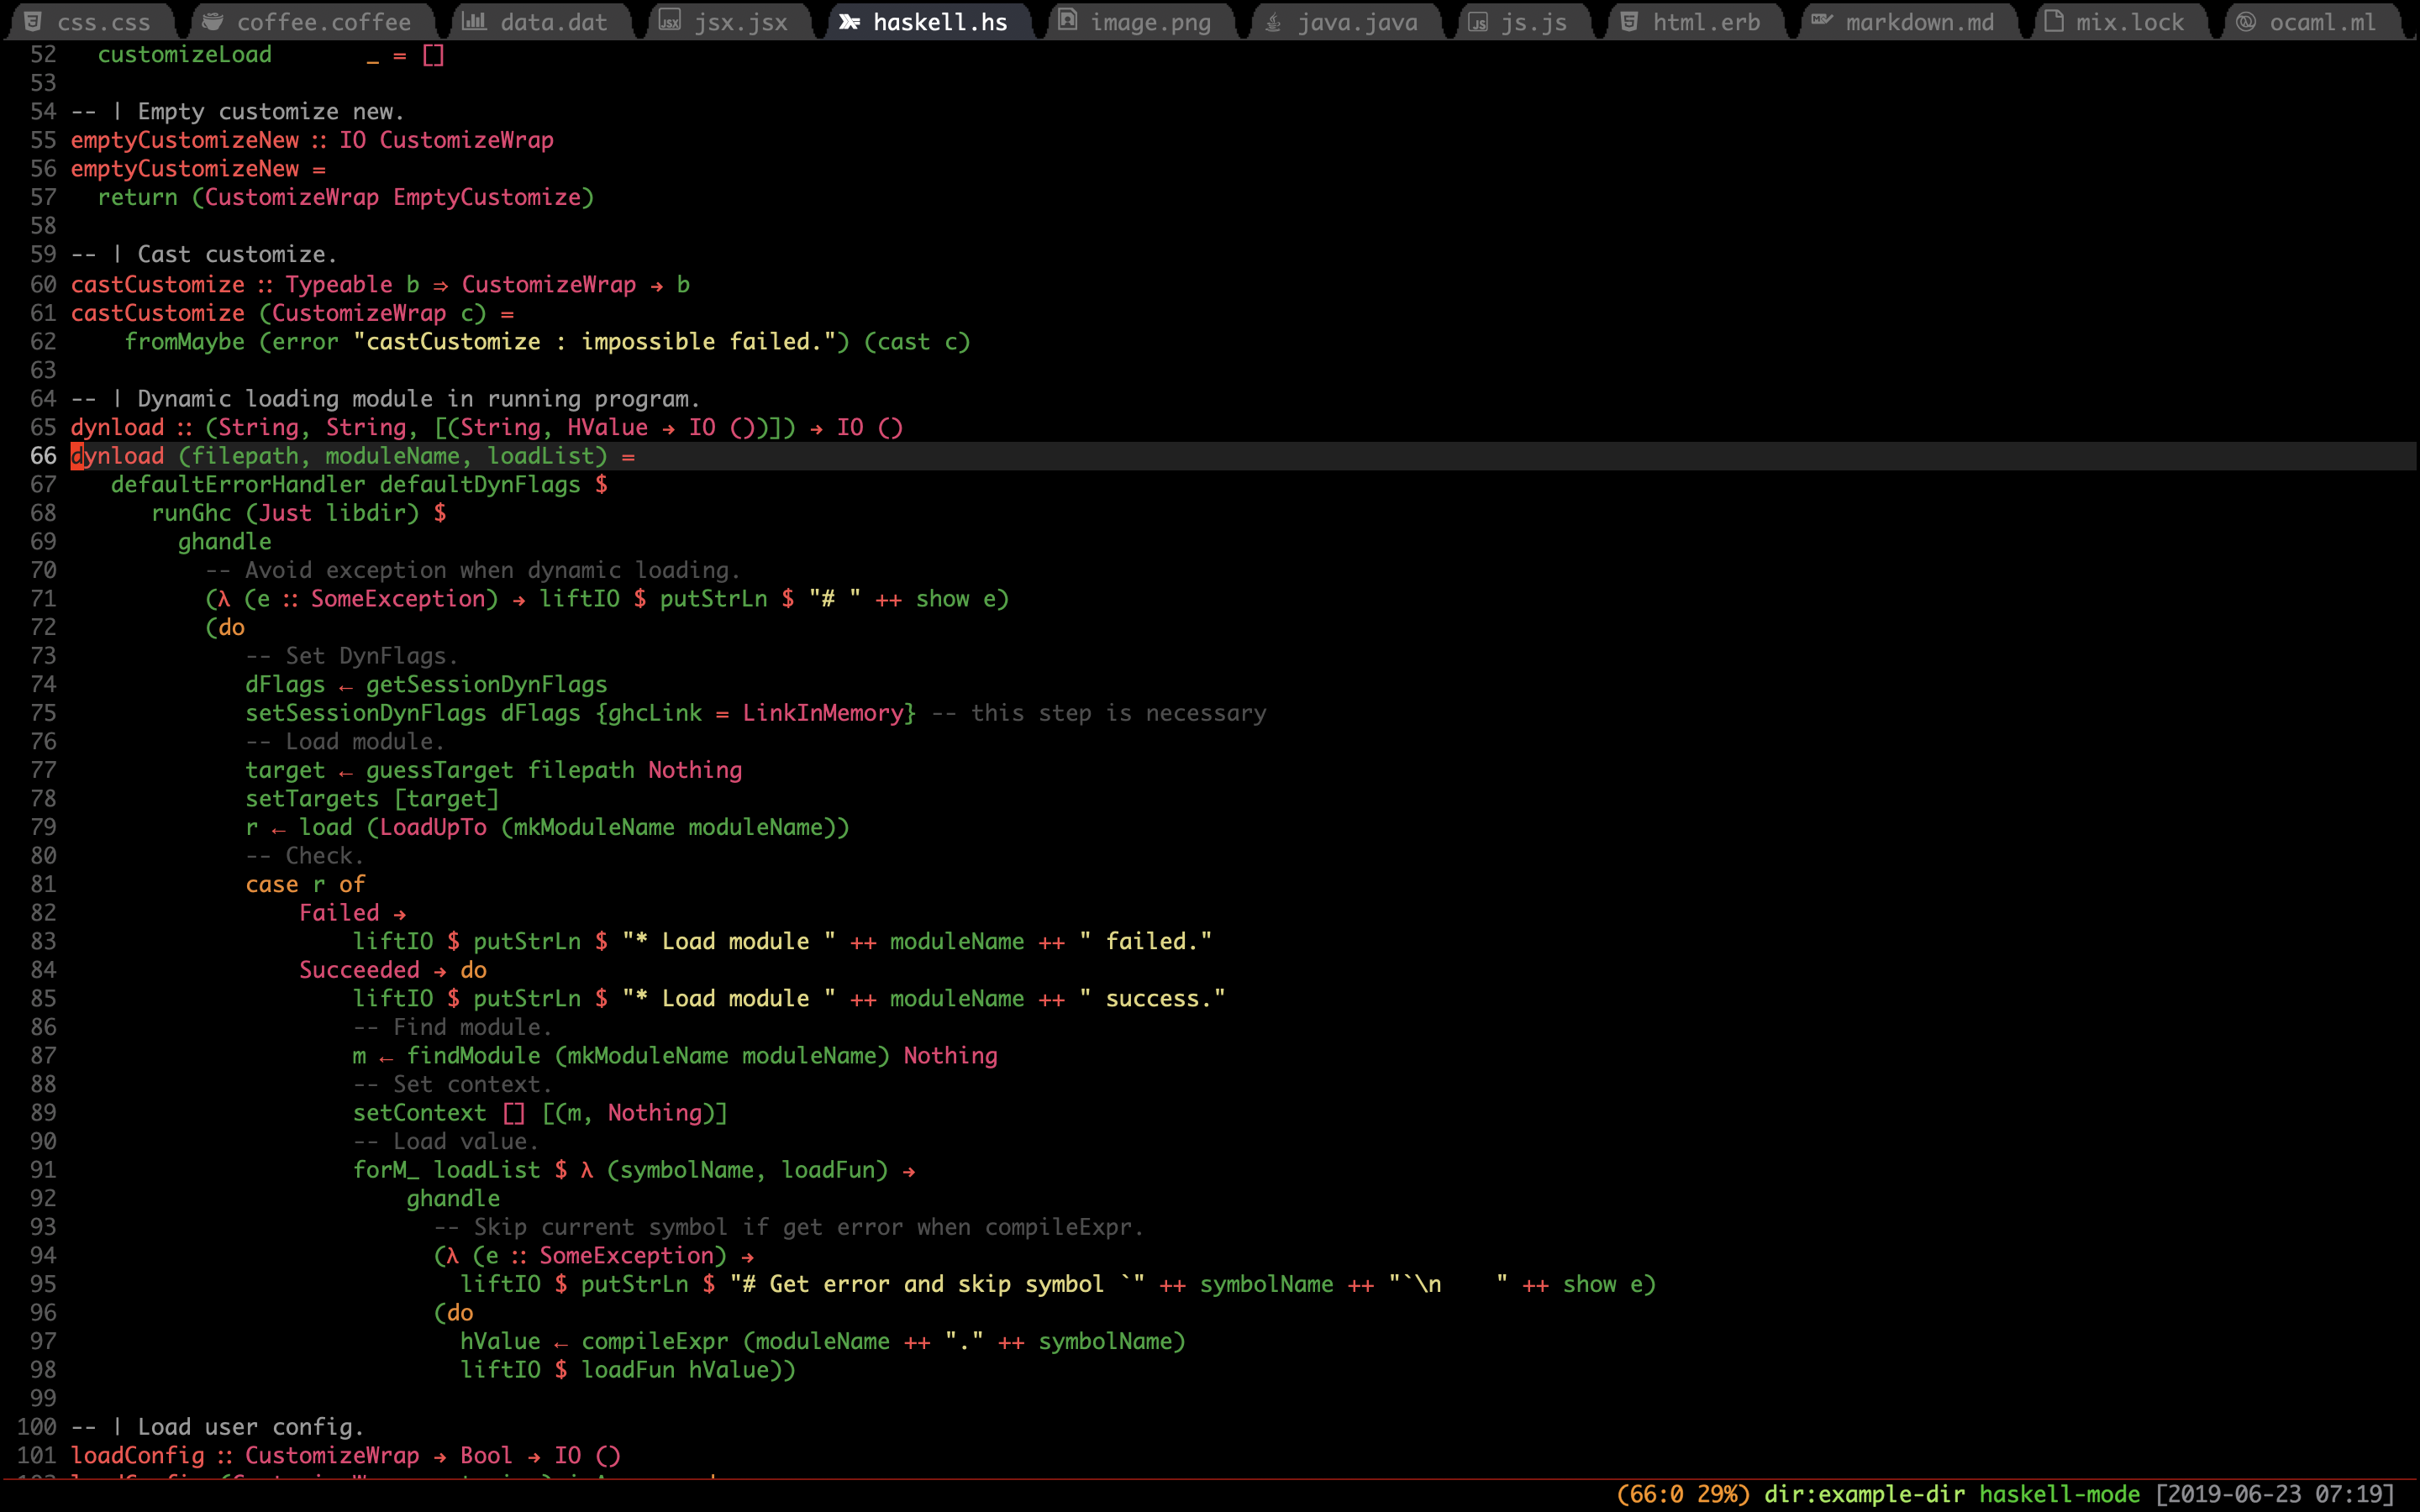 css.css coffee.coffee data.dat jsx.jsx haskell.hs image.png java.java js.js html.erb markdown.md mix.lock ocaml.ml
52 customizeLoad _ = []
53
54 -- | Empty customize new.
55 emptyCustomizeNew :: IO CustomizeWrap
56 emptyCustomizeNew =
57 return (CustomizeWrap EmptyCustomize)
58
59 -- | Cast customize.
60 castCustomize :: Typeable b ⇒ CustomizeWrap → b
61 castCustomize (CustomizeWrap c) =
62 fromMaybe (error "castCustomize : impossible failed.") (cast c)
63
64 -- | Dynamic loading module in running program.
65 dynload :: (String, String, [(String, HValue → IO ())]) → IO ()
66 dynload (filepath, moduleName, loadList) =
67 defaultErrorHandler defaultDynFlags $
68 runGhc (Just libdir) $
69 ghandle
70 -- Avoid exception when dynamic loading.
71 (λ (e :: SomeException) → liftIO $ putStrLn $ "# " ++ show e)
72 (do
73 -- Set DynFlags.
74 dFlags ← getSessionDynFlags
75 setSessionDynFlags dFlags {ghcLink = LinkInMemory} -- this step is necessary
76 -- Load module.
77 target ← guessTarget filepath Nothing
78 setTargets [target]
79 r ← load (LoadUpTo (mkModuleName moduleName))
80 -- Check.
81 case r of
82 Failed →
83 liftIO $ putStrLn $ "* Load module " ++ moduleName ++ " failed."
84 Succeeded → do
85 liftIO $ putStrLn $ "* Load module " ++ moduleName ++ " success."
86 -- Find module.
87 m ← findModule (mkModuleName moduleName) Nothing
88 -- Set context.
89 setContext [] [(m, Nothing)]
90 -- Load value.
91 forM_ loadList $ λ (symbolName, loadFun) →
92 ghandle
93 -- Skip current symbol if get error when compileExpr.
94 (λ (e :: SomeException) →
95 liftIO $ putStrLn $ "# Get error and skip symbol `" ++ symbolName ++ "`\n    " ++ show e)
96 (do
97 hValue ← compileExpr (moduleName ++ "." ++ symbolName)
98 liftIO $ loadFun hValue))
99
100 -- | Load user config.
101 loadConfig :: CustomizeWrap → Bool → IO ()
(66:0 29%) dir:example-dir haskell-mode [2019-06-23 07:19]